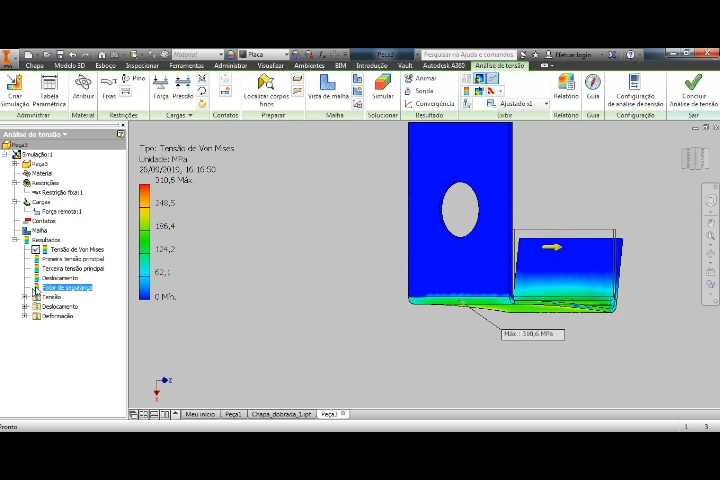 Material
Placa
Peça3
Pesquisar na Ajuda e comandos.
Efetuar login
Chapa
Modelo 3D
Esboço
Inspecionar
Ferramentas
Administrar
Visualizar
Ambientes
BIM
Introdução
Vault
Autodesk A360
Análise de tensão
Criar Simulação
Tabela Paramétrica
Atribuir
Fixa
Pino
Força
Pressão
Localizar corpos finos
Vista de malha
Simular
Animar
Sonda
Convergência
Ajustado x1
Relatório
Guia
Configuração de análise de tensão
Concluir Análise de tensão
Administrar
Material
Restrições
Cargas
Contatos
Preparar
Malha
Solucionar
Resultado
Exibir
Relatório
Guia
Configurações
Sair
Análise de tensão
Peça3
Simulação:1
Peça3
Material
Restrições
Restrição fixa:1
Cargas
Força remota:1
Contatos
Malha
Resultados
Tensão de Von Mises
Primeira tensão principal
Terceira tensão principal
Deslocamento
Fator de segurança
Tensão
Deslocamento
Deformação
Tipo: Tensão de Von Mises
Unidade: MPa
26/09/2019, 16:16:50
310,6 Máx.
248,5
186,4
124,2
62,1
0 Mín.
Máx.: 310,6 MPa
Z
X
Meu início
Peça1
Chapa_dobrada_1.ipt
Peça3
Pronto
1
3